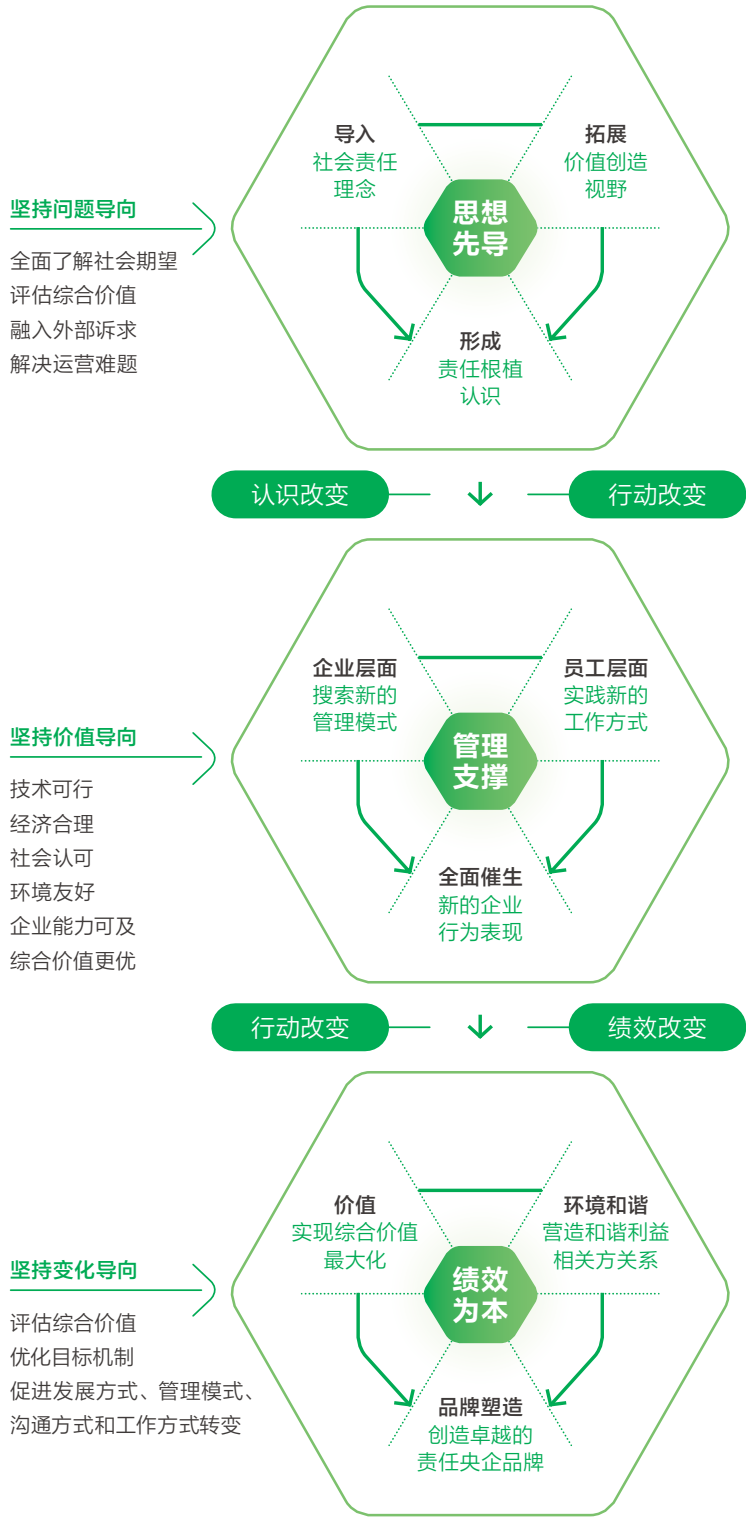 坚持问题导向
全面了解社会期望
评估综合价值
融入外部诉求
解决运营难题
导入
社会责任
理念
拓展
价值创造
视野
思想
先导
形成
责任根植
认识
认识改变
行动改变
坚持价值导向
技术可行
经济合理
社会认可
环境友好
企业能力可及
综合价值更优
企业层面
搜索新的
管理模式
员工层面
实践新的
工作方式
管理
支撑
全面催生
新的企业
行为表现
行动改变
绩效改变
坚持变化导向
评估综合价值
优化目标机制
促进发展方式、管理模式、
沟通方式和工作方式转变
价值
实现综合价值
最大化
环境和谐
营造和谐利益
相关方关系
绩效
为本
品牌塑造
创造卓越的
责任央企品牌